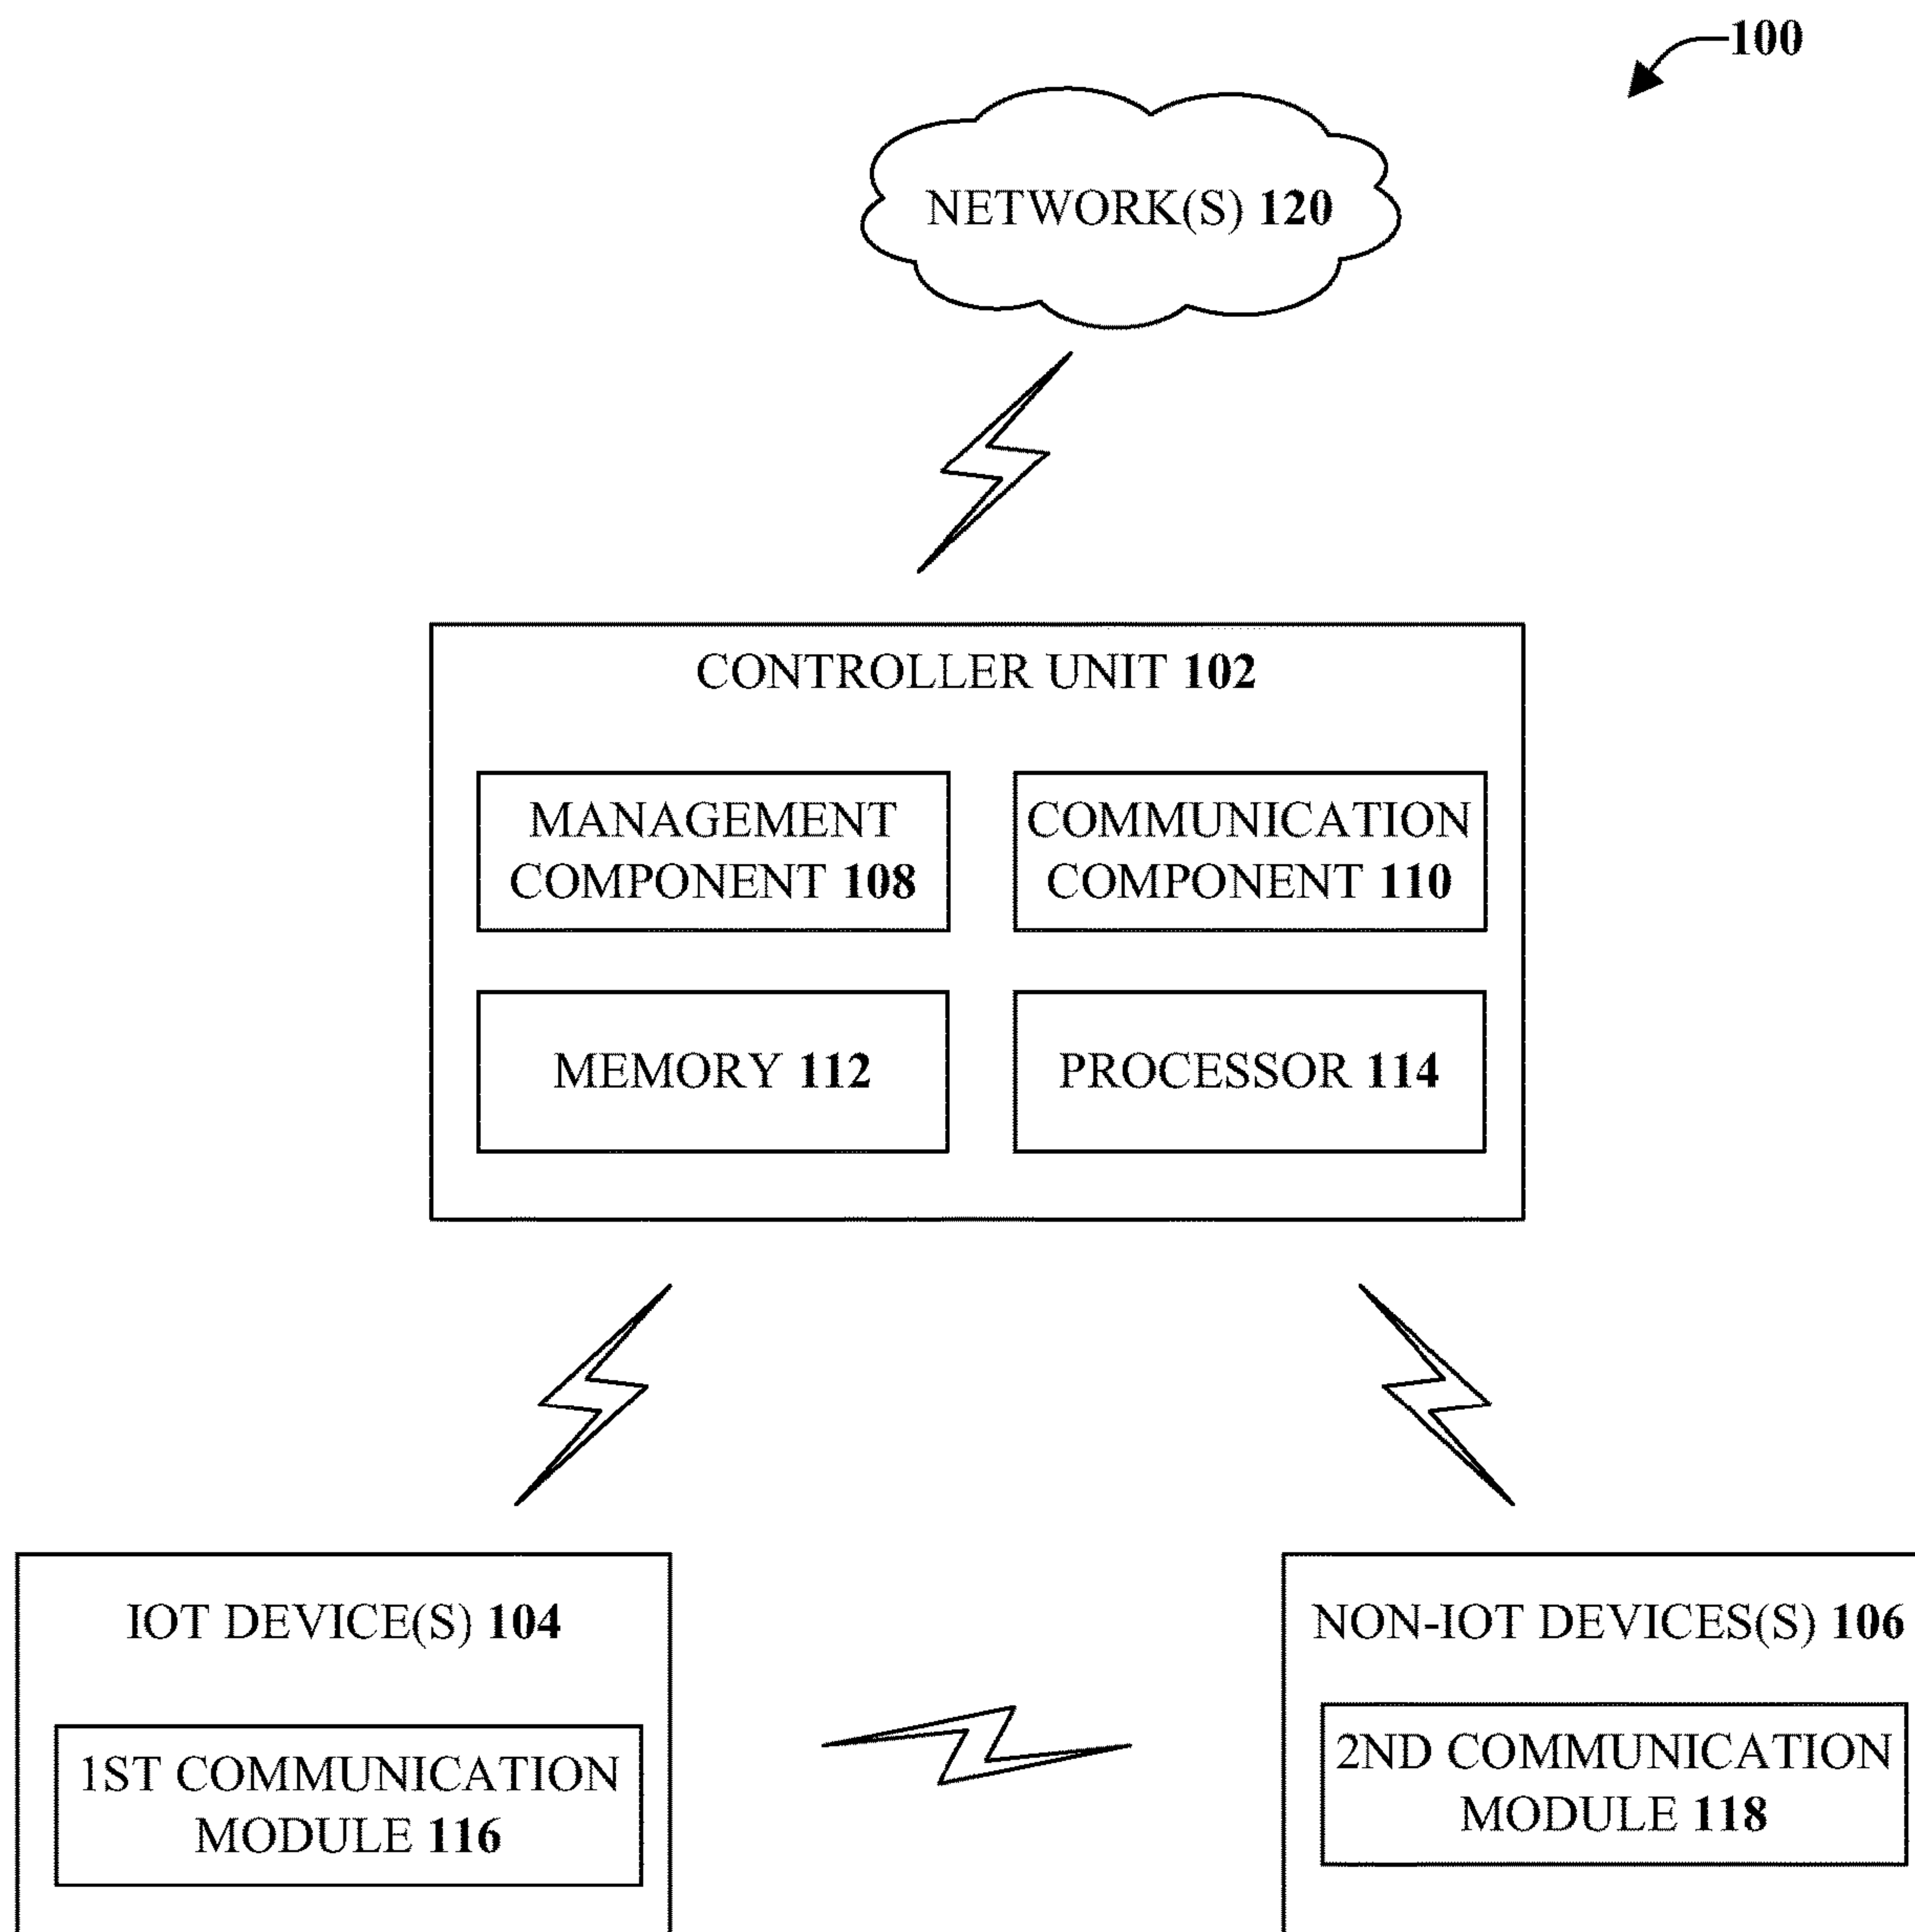 100
NETWORK(S) 120
CONTROLLER UNIT 102
MANAGEMENT
COMPONENT 108
COMMUNICATION
COMPONENT 110
MEMORY 112
PROCESSOR 114
IOT DEVICE(S) 104
1ST COMMUNICATION
MODULE 116
NON-IOT DEVICES(S) 106
2ND COMMUNICATION
MODULE 118